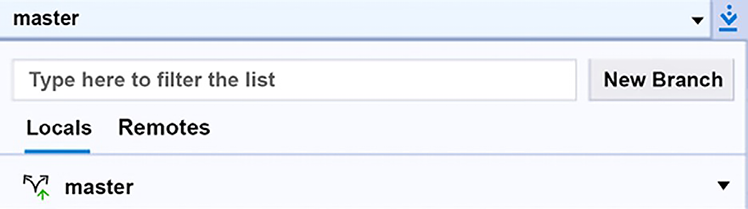 master
Type here to filter the list New Branch
Locals Remotes
master